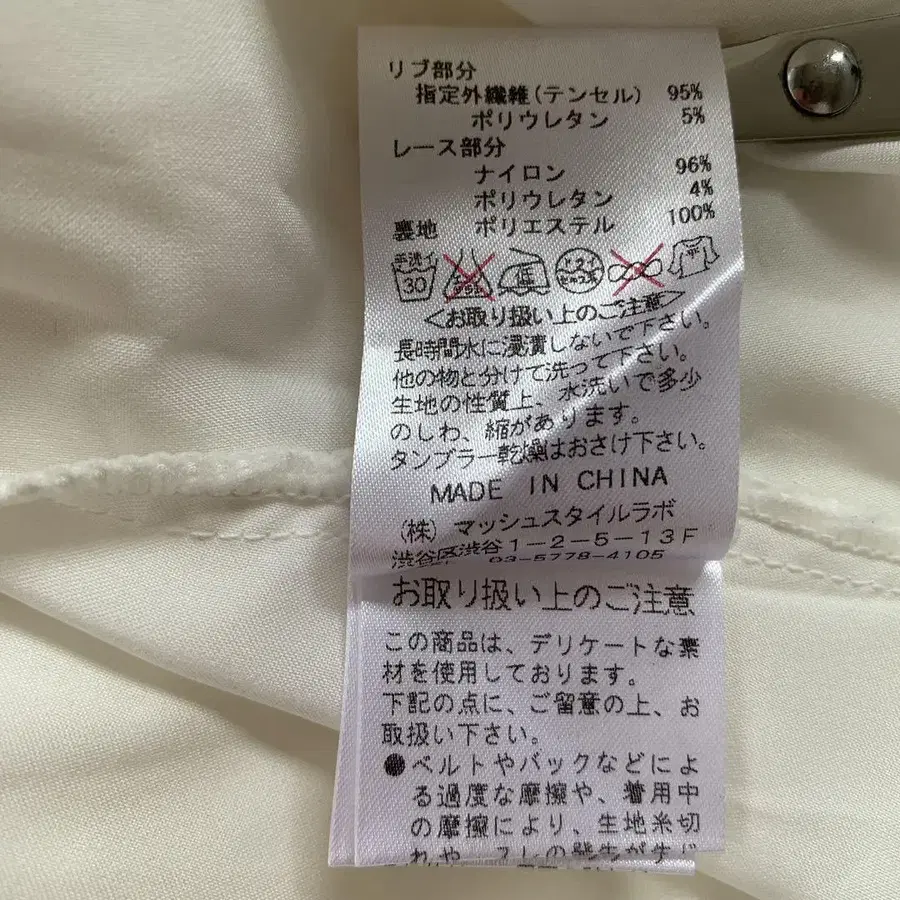 リブ部分
指定外繊維(テンセル) 95%
ポリウレタン 5%
レース部分
ナイロン 96%
ポリウレタン 4%
裏地 ポリエステル 100%
手洗イ 30
<お取り扱い上のご注意>
長時間水に浸漬しないで下さい。
他の物と分けて洗って下さい。
生地の性質上、水洗いで多少
のしわ、縮があります。
タンブラー乾燥はおさけ下さい。
MADE IN CHINA
(株) マッシュスタイルラボ
渋谷区渋谷1-2-5-13F
03-5778-4105
お取り扱い上のご注意
この商品は、デリケートな素
材を使用しております。
下記の点に、ご留意の上、お
取扱い下さい。
●ベルトやバックなどによ
る過度な摩擦や、着用中
の摩擦により、生地糸切
れや